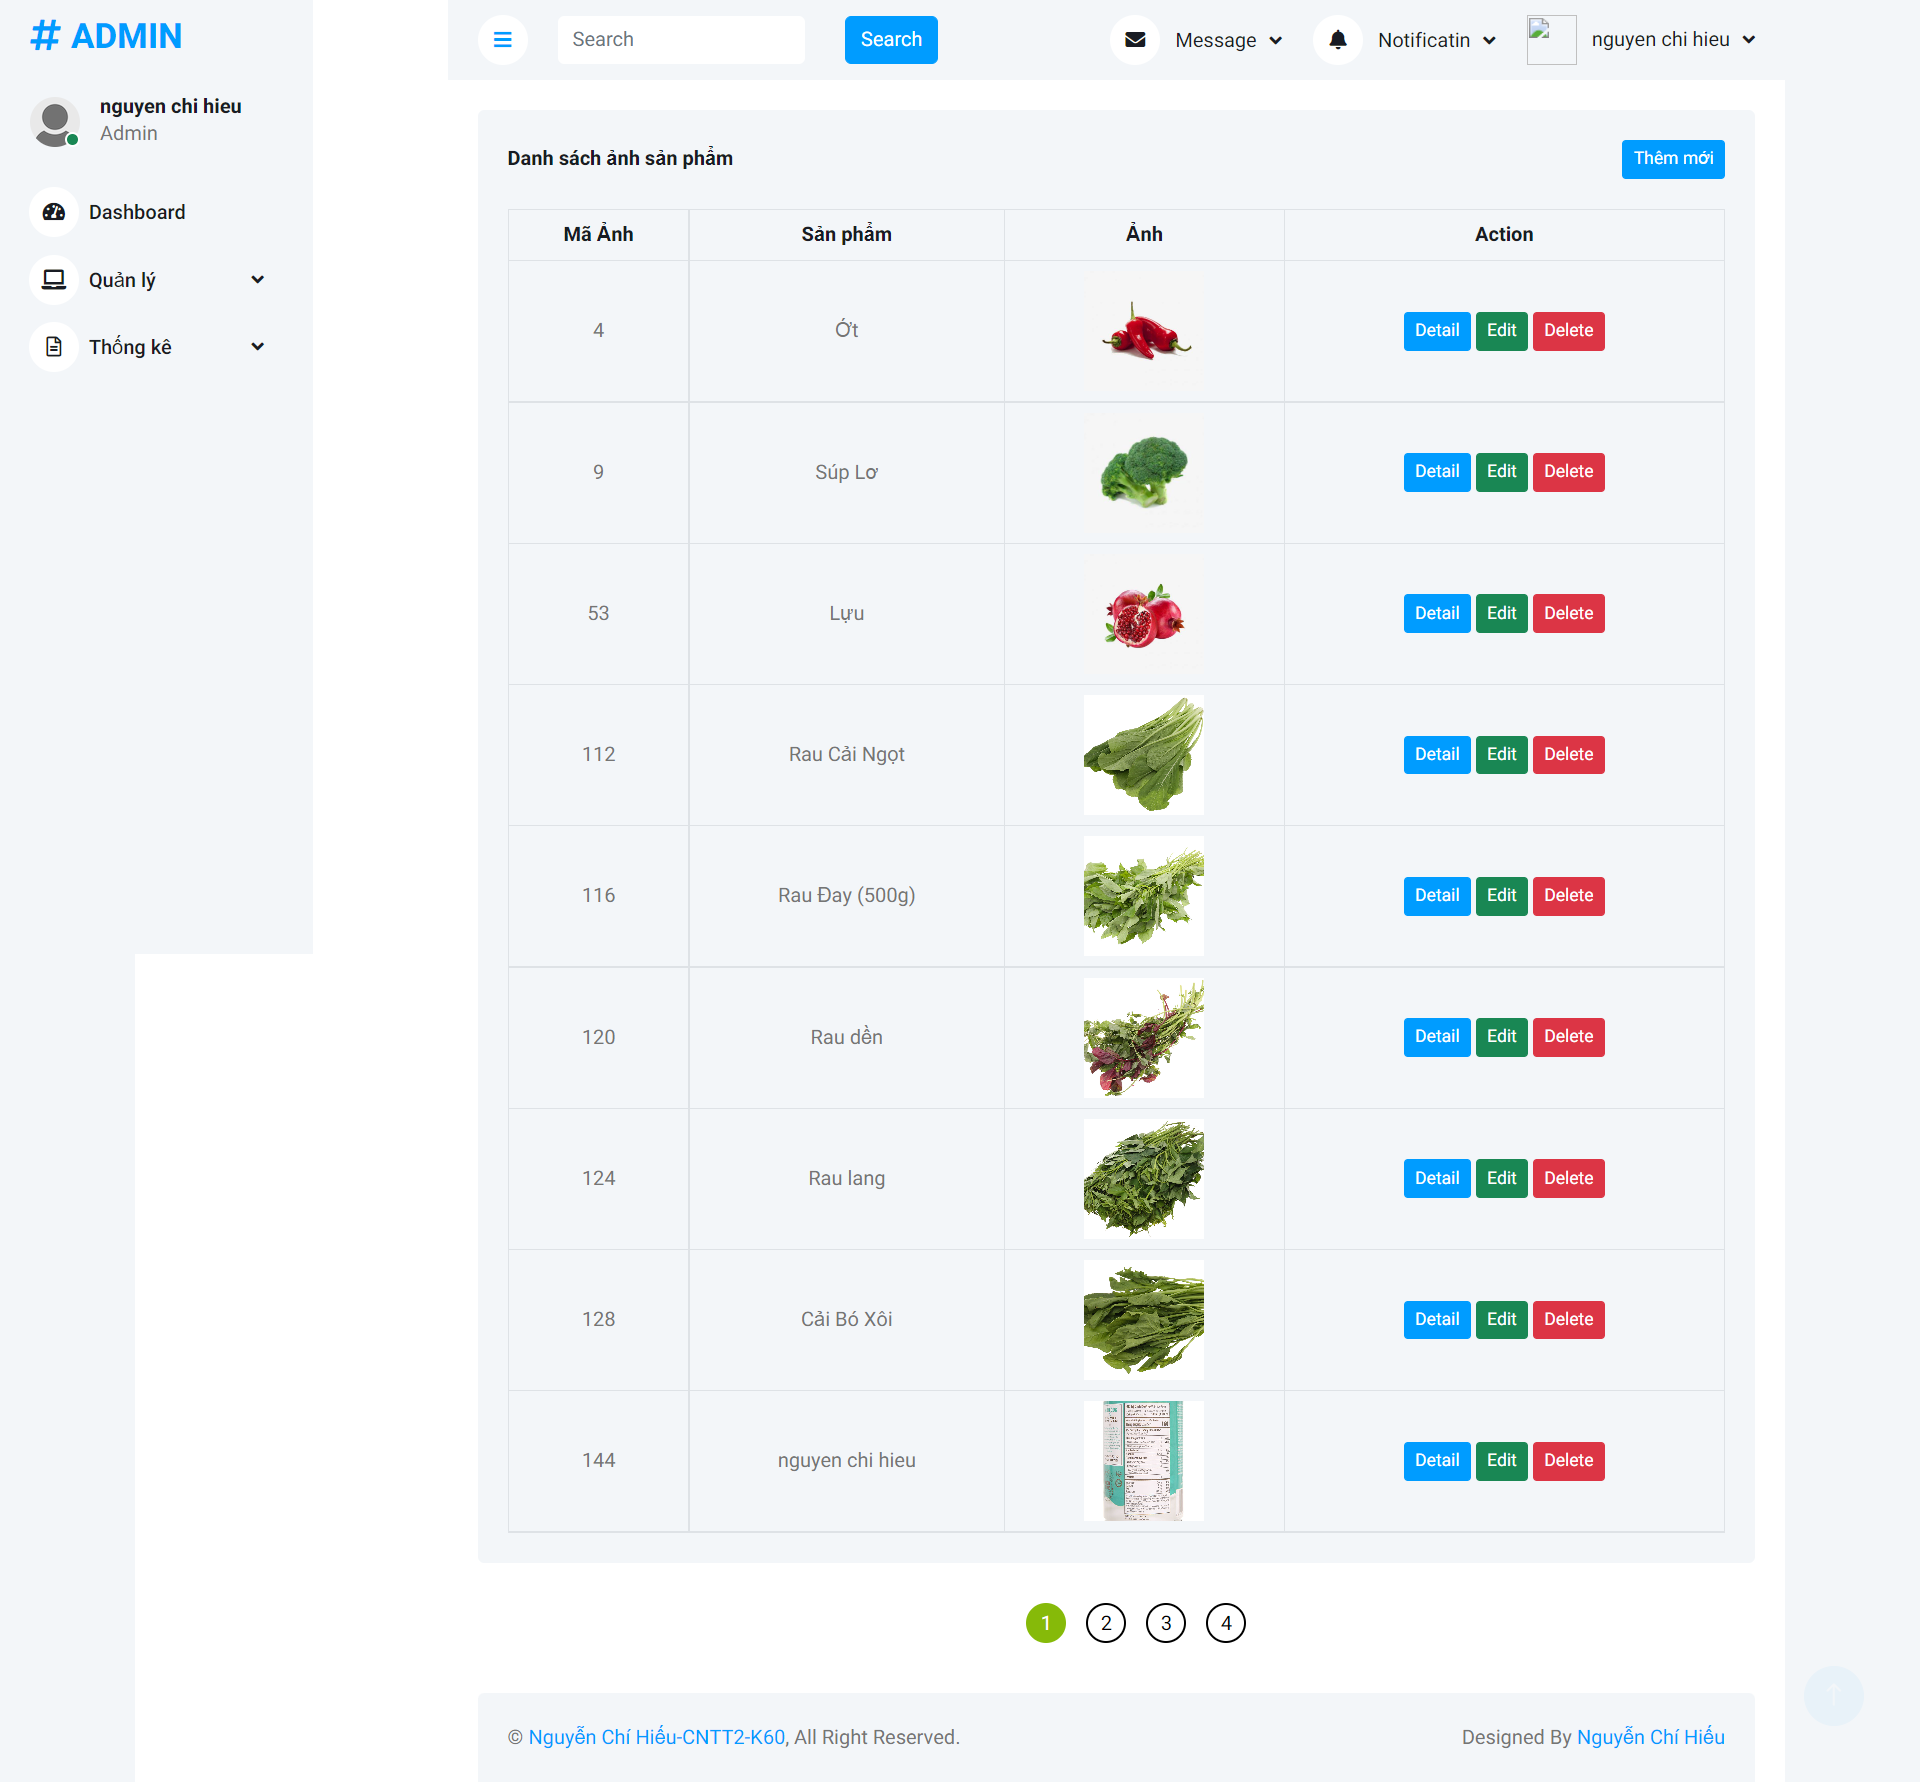 # ADMIN
nguyen chi hieu
Admin
Dashboard
Quản lý
Thống kê
Search
Search
Message
Notificatin
nguyen chi hieu
Danh sách ảnh sản phẩm
Thêm mới
Mã Ảnh Sản phẩm Ảnh Action
4 Ớt Detail Edit Delete
9 Súp Lơ Detail Edit Delete
53 Lựu Detail Edit Delete
112 Rau Cải Ngọt Detail Edit Delete
116 Rau Đay (500g) Detail Edit Delete
120 Rau dền Detail Edit Delete
124 Rau lang Detail Edit Delete
128 Cải Bó Xôi Detail Edit Delete
144 nguyen chi hieu Detail Edit Delete
1 2 3 4
© Nguyễn Chí Hiếu-CNTT2-K60, All Right Reserved.
Designed By Nguyễn Chí Hiếu